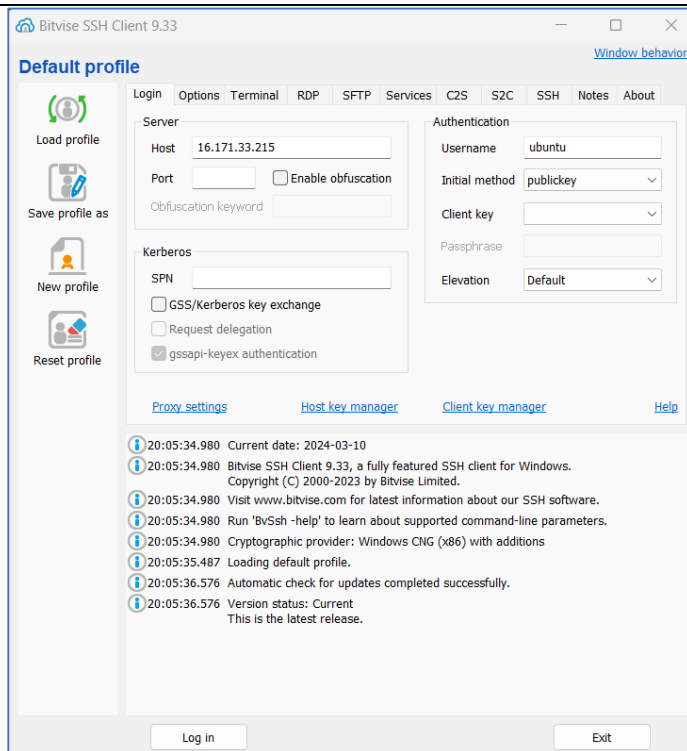 Bitvise SSH Client 9.33
Window behavior
Default profile
Load profile
Save profile as
New profile
Reset profile
Login Options Terminal RDP SFTP Services C2S S2C SSH Notes About
Server
Host 16.171.33.215
Port Enable obfuscation
Obfuscation keyword
Kerberos
SPN
GSS/Kerberos key exchange
Request delegation
gssapi-keyex authentication
Authentication
Username ubuntu
Initial method publickey
Client key
Passphrase
Elevation Default
Proxy settings Host key manager Client key manager Help
20:05:34.980 Current date: 2024-03-10
20:05:34.980 Bitvise SSH Client 9.33, a fully featured SSH client for Windows.
Copyright (C) 2000-2023 by Bitvise Limited.
20:05:34.980 Visit www.bitvise.com for latest information about our SSH software.
20:05:34.980 Run 'BvSsh -help' to learn about supported command-line parameters.
20:05:34.980 Cryptographic provider: Windows CNG (x86) with additions
20:05:35.487 Loading default profile.
20:05:36.576 Automatic check for updates completed successfully.
20:05:36.576 Version status: Current
This is the latest release.
Log in Exit